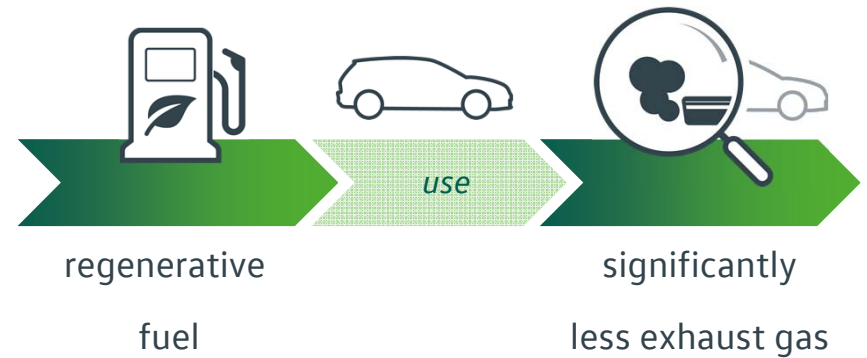 use
regenerative
fuel
significantly
less exhaust gas